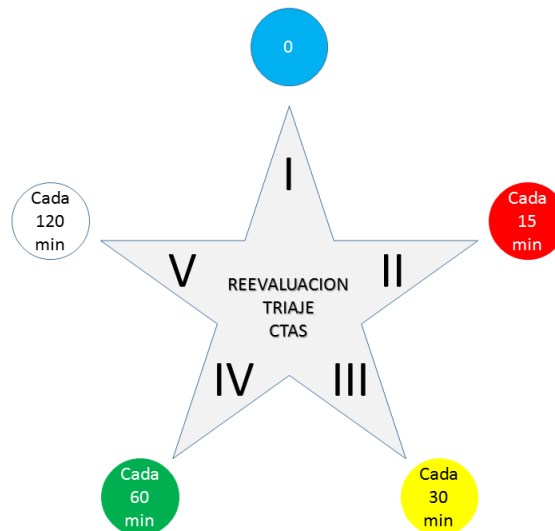 0
I
Cada
120
min
Cada
15
min
V
II
REEVALUACION
TRIAJE
CTAS
IV
III
Cada
60
min
Cada
30
min